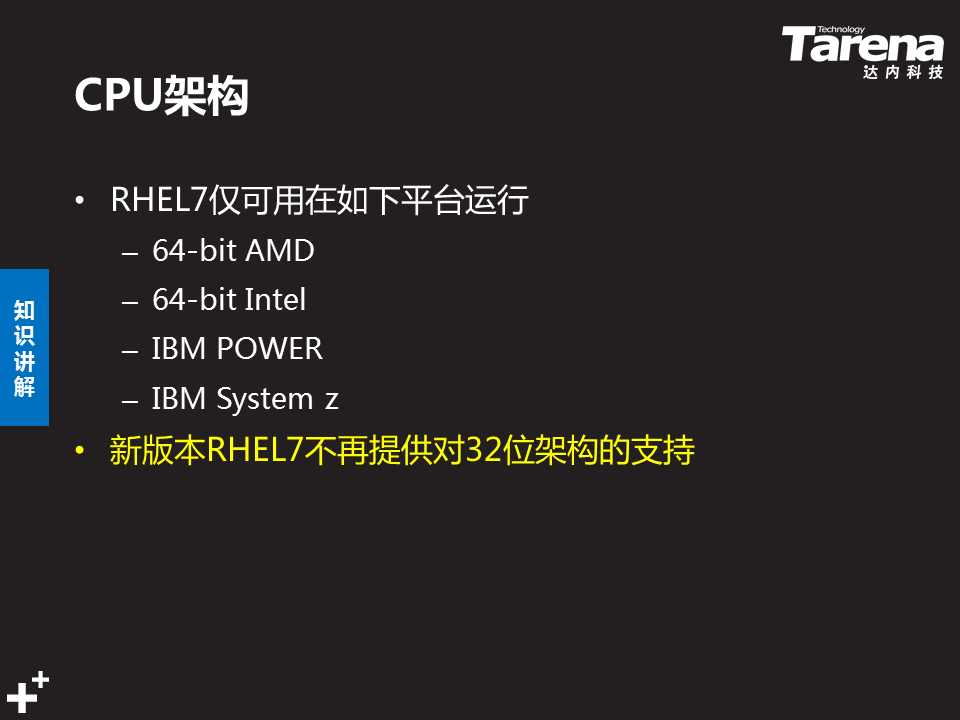 Technology
Tarena
达内科技
CPU架构
• RHEL7仅可用在如下平台运行
– 64-bit AMD
– 64-bit Intel
– IBM POWER
– IBM System z
• 新版本RHEL7不再提供对32位架构的支持
知识讲解